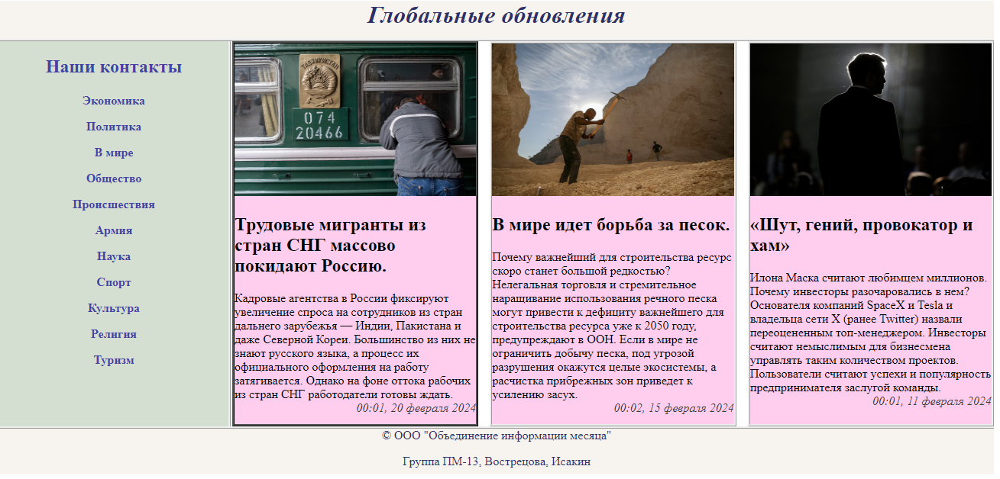 Глобальные обновления
Наши контакты
Экономика
Политика
В мире
Общество
Происшествия
Армия
Наука
Спорт
Культура
Религия
Туризм
ТАДЖИКИСТАН
074
20466
Трудовые мигранты из
стран СНГ массово
покидают Россию.
Кадровые агентства в России фиксируют
увеличение спроса на сотрудников из стран
дальнего зарубежья — Индии, Пакистана и
даже Северной Кореи. Большинство из них не
знают русского языка, а процесс их
официального оформления на работу
затягивается. Однако на фоне оттока рабочих
из стран СНГ работодатели готовы ждать.
00:01, 20 февраля 2024
В мире идет борьба за песок.
Почему важнейший для строительства ресурс
скоро станет большой редкостью?
Нелегальная торговля и стремительное
наращивание использования речного песка
могут привести к дефициту важнейшего для
строительства ресурса уже к 2050 году,
предупреждают в ООН. Если в мире не
ограничить добычу песка, под угрозой
разрушения окажутся целые экосистемы, а
расчистка прибрежных зон приведет к
усилению засух.
00:02, 15 февраля 2024
«Шут, гений, провокатор и
хам»
Илона Маска считают любимцем миллионов.
Почему инвесторы разочаровались в нем?
Основателя компаний SpaceX и Tesla и
владельца сети X (ранее Twitter) назвали
переоцененным топ-менеджером. Инвесторы
считают немыслимым для бизнесмена
управлять таким количеством проектов.
Пользователи считают успехи и популярность
предпринимателя заслугой команды.
00:01, 11 февраля 2024
© ООО "Объединение информации месяца"
Группа ПМ-13, Вострецова, Исакин